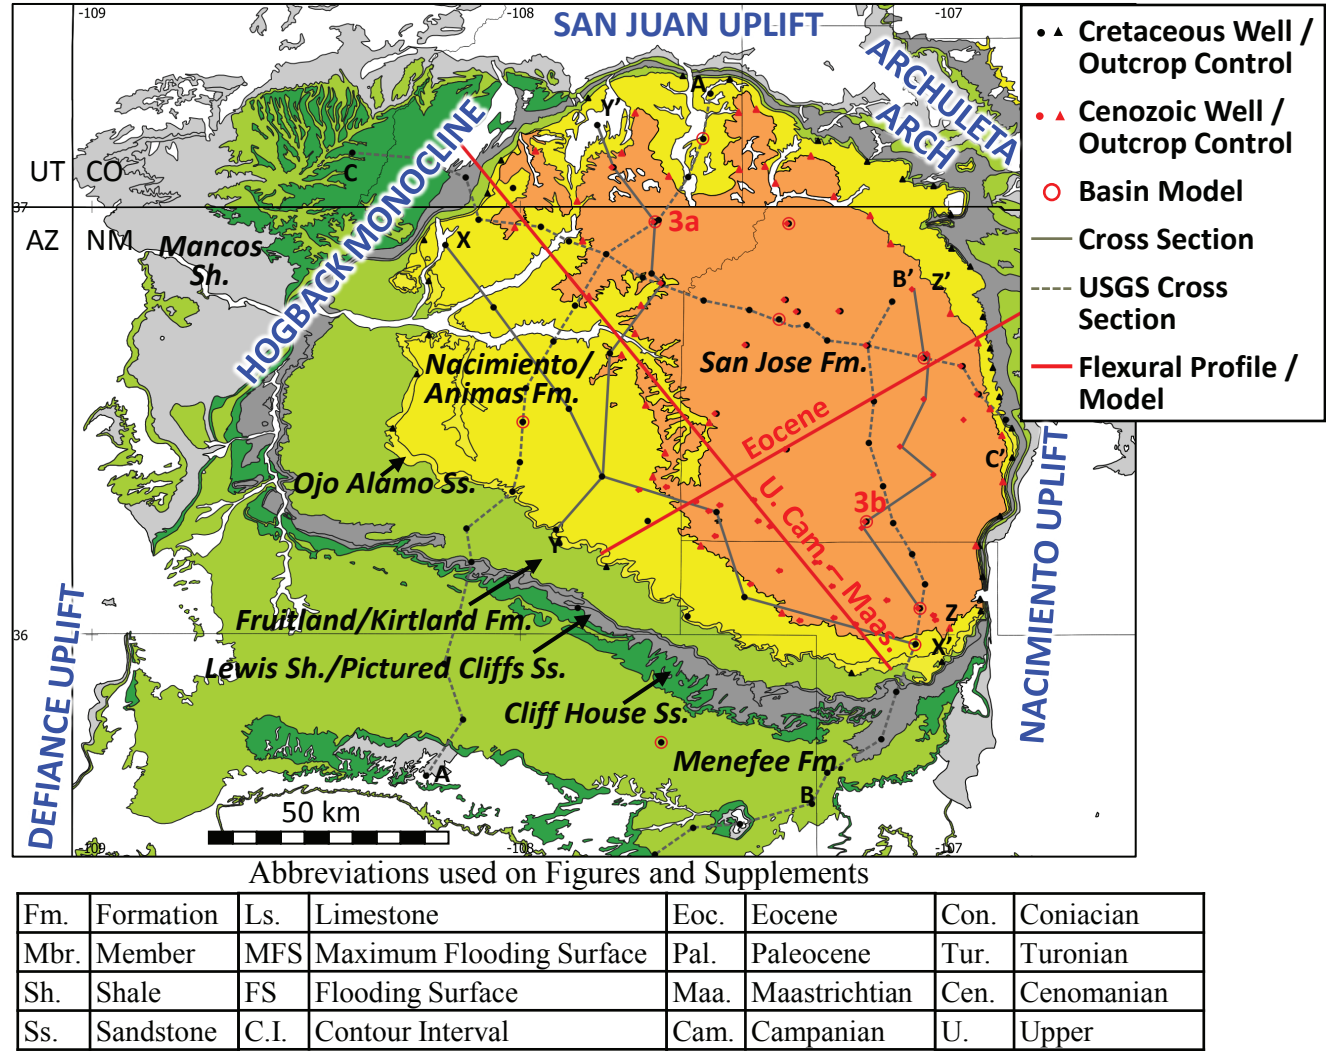 -108
-107
SAN JUAN UPLIFT
ARCHULETA
ARCH
Cretaceous Well /
Outcrop Control
Cenozoic Well /
Outcrop Control
Basin Model
Cross Section
USGS Cross
Section
Flexural Profile /
Model
A
Y'
C
UT
CO
37
AZ
NM
HOGBACK MONOCLINE
Mancos
Sh.
X
3a
B'
Z'
Nacimiento/
Animas Fm.
San Jose Fm.
Eocene
C'
Ojo Alamo Ss.
U. Cam. – Maas.
3b
Y
NACIMIENTO UPLIFT
DEFIANCE UPLIFT
Fruitland/Kirtland Fm.
Z
36
X'
Lewis Sh./Pictured Cliffs Ss.
Cliff House Ss.
Menefee Fm.
A
B
50 km
-109
-108
-107
Abbreviations used on Figures and Supplements
Fm. Formation Ls. Limestone Eoc. Eocene Con. Coniacian
Mbr. Member MFS Maximum Flooding Surface Pal. Paleocene Tur. Turonian
Sh. Shale FS Flooding Surface Maa. Maastrichtian Cen. Cenomanian
Ss. Sandstone C.I. Contour Interval Cam. Campanian U. Upper